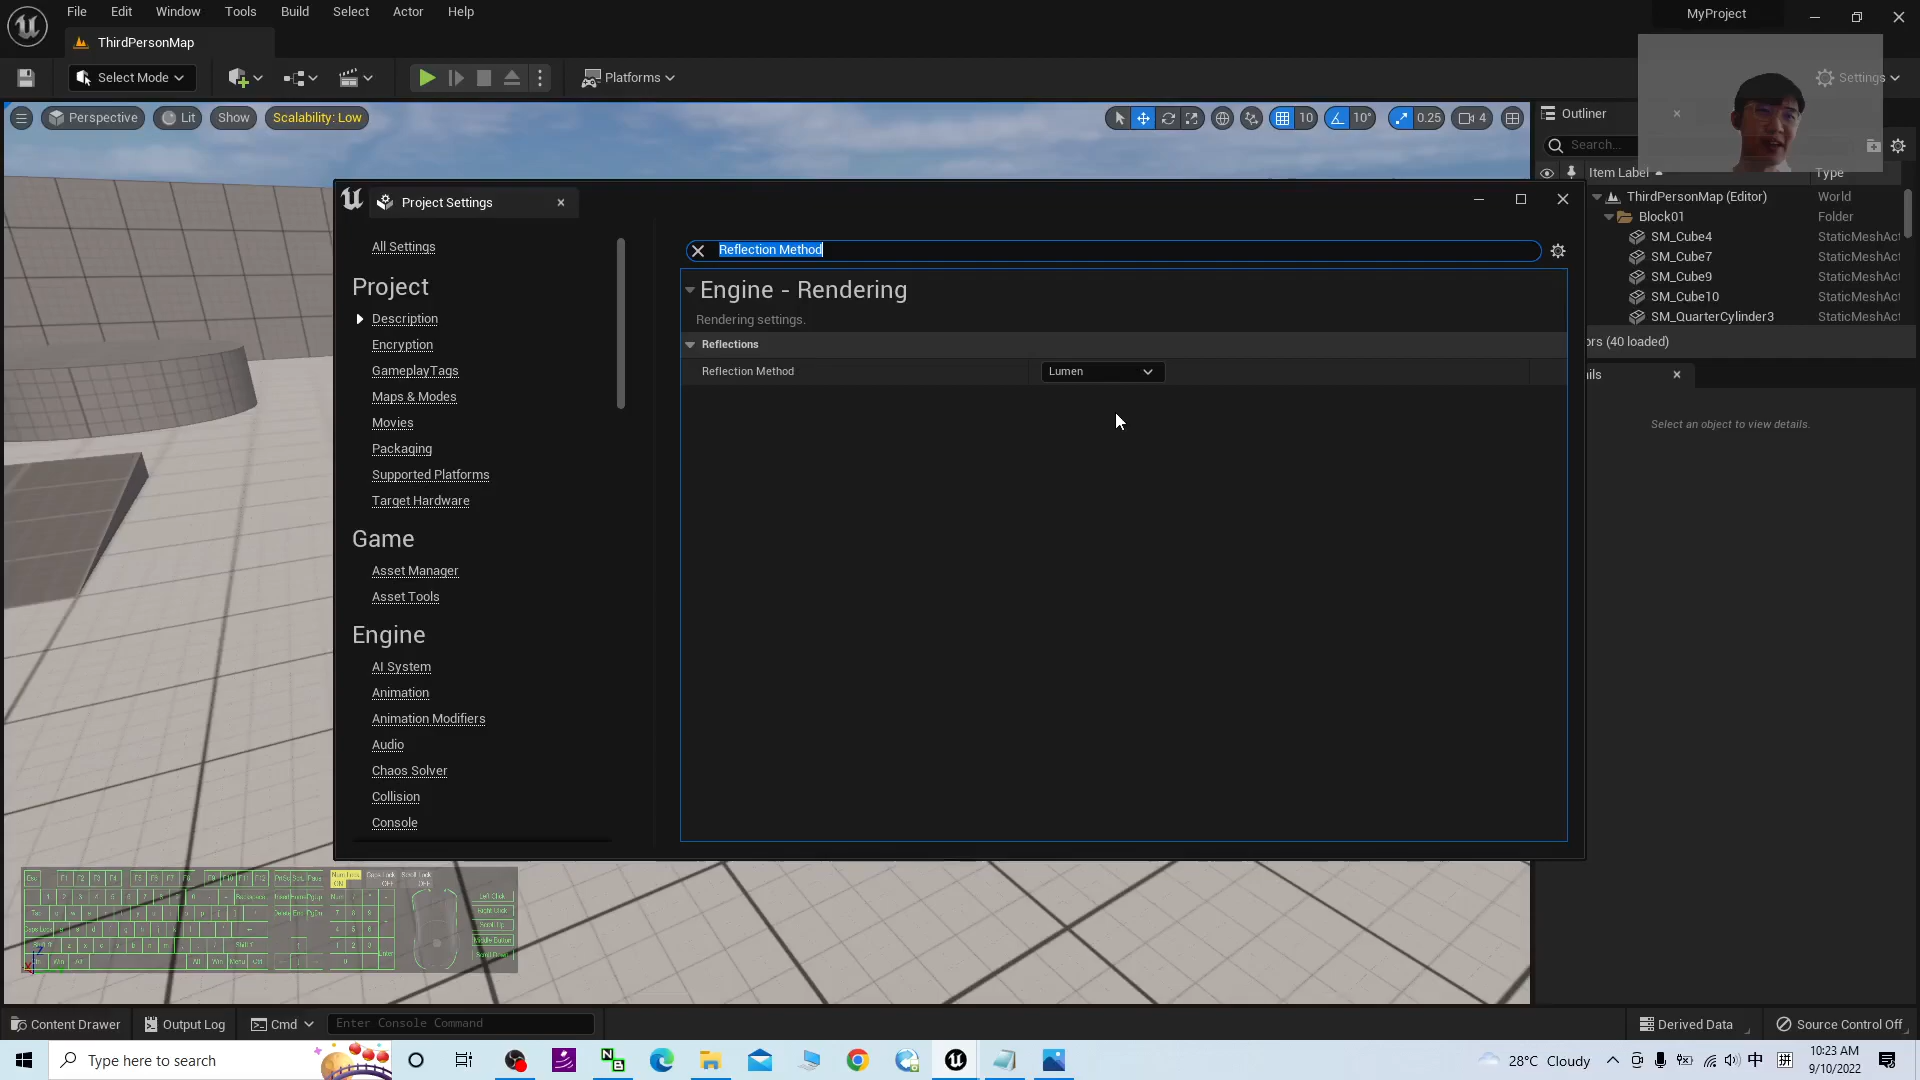 File Edit Window Tools Build Select Actor Help
MyProject
ThirdPersonMap
Select Mode
Platforms
Settings
Perspective Lit Show Scalability: Low
10 10° 0.25 4
Outliner
Search...
Item Label Type
ThirdPersonMap (Editor) World
Block01 Folder
SM_Cube4 StaticMeshAct
SM_Cube7 StaticMeshAct
SM_Cube9 StaticMeshAct
SM_Cube10 StaticMeshAct
SM_QuarterCylinder3 StaticMeshAct
ors (40 loaded)
ils
Select an object to view details.
Project Settings
All Settings
Project
Description
Encryption
GameplayTags
Maps & Modes
Movies
Packaging
Supported Platforms
Target Hardware
Game
Asset Manager
Asset Tools
Engine
AI System
Animation
Animation Modifiers
Audio
Chaos Solver
Collision
Console
Reflection Method
Engine - Rendering
Rendering settings.
Reflections
Reflection Method Lumen
Content Drawer Output Log Cmd Enter Console Command
Derived Data Source Control Off
Type here to search
28°C Cloudy
中
拼
10:23 AM
9/10/2022